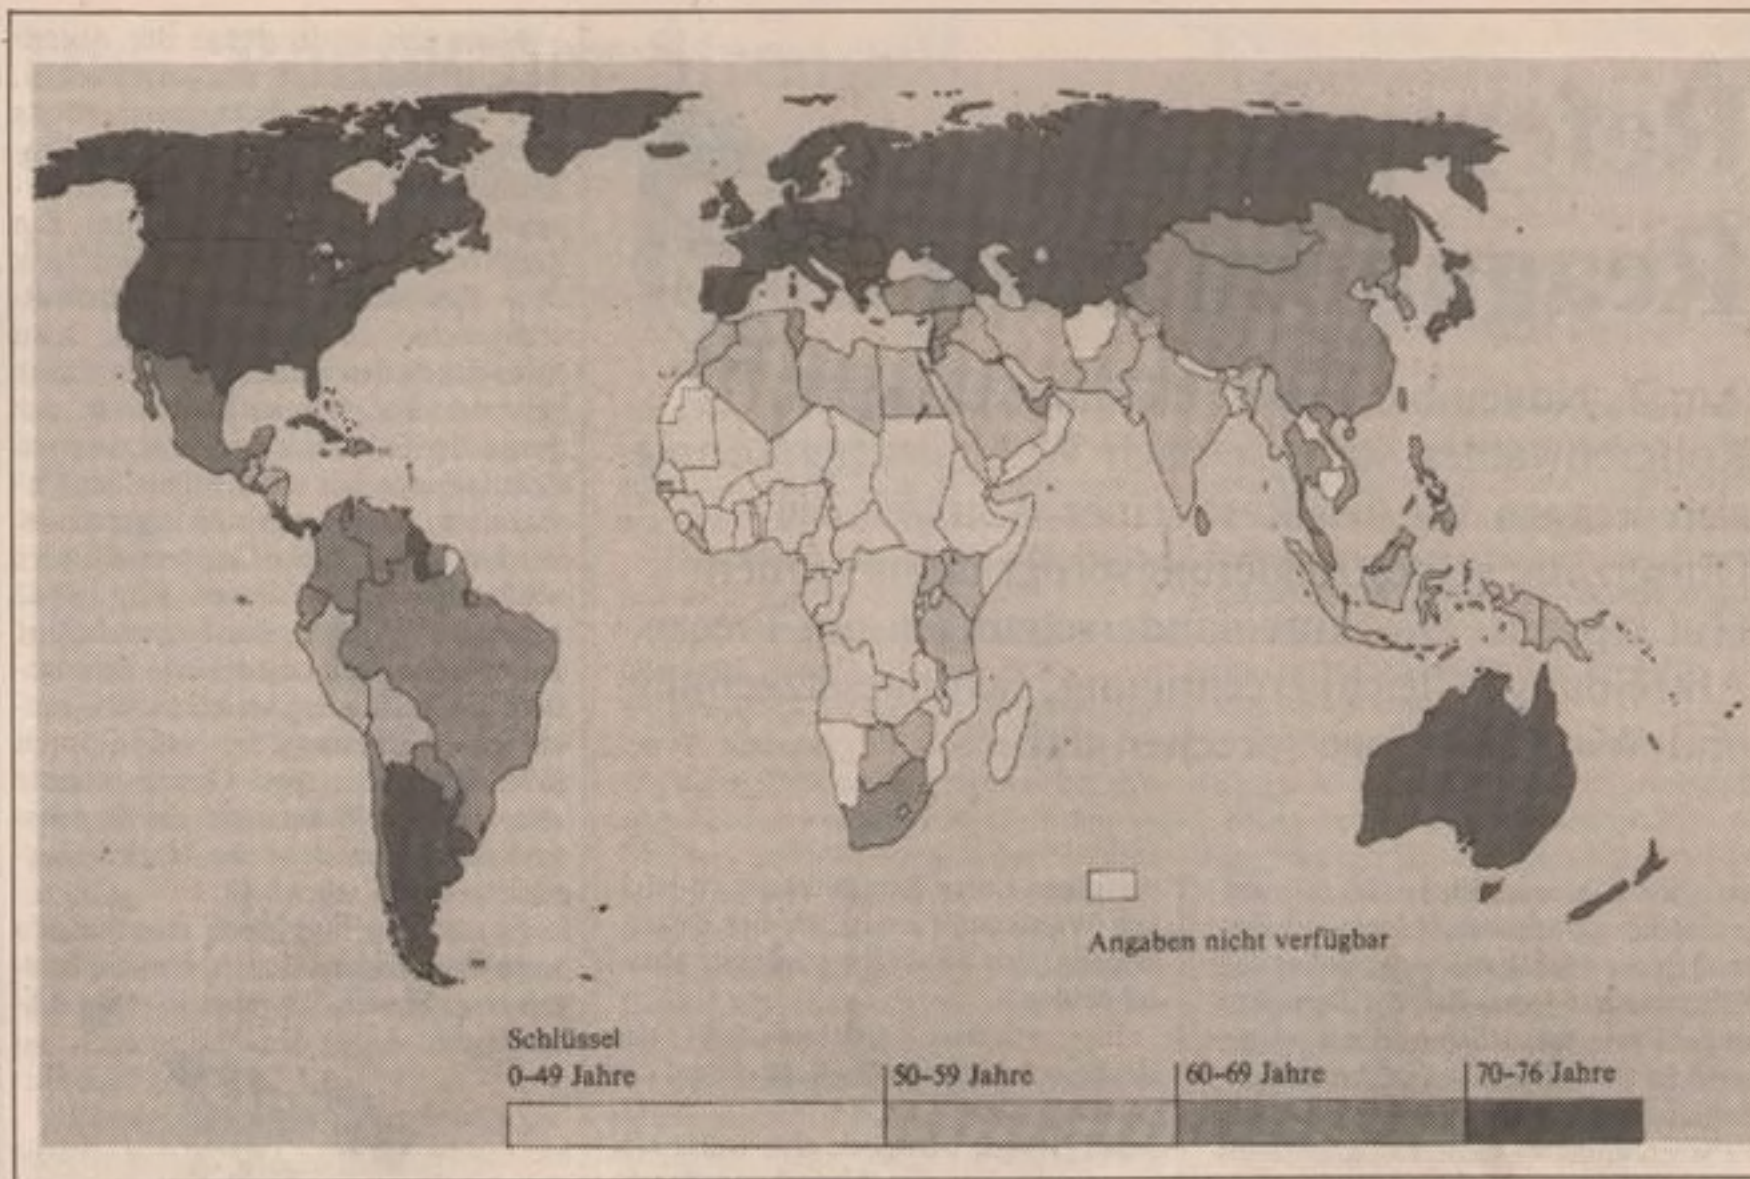 Angaben nicht verfügbar
Schlüssel
0–49 Jahre
50–59 Jahre
60–69 Jahre
70–76 Jahre